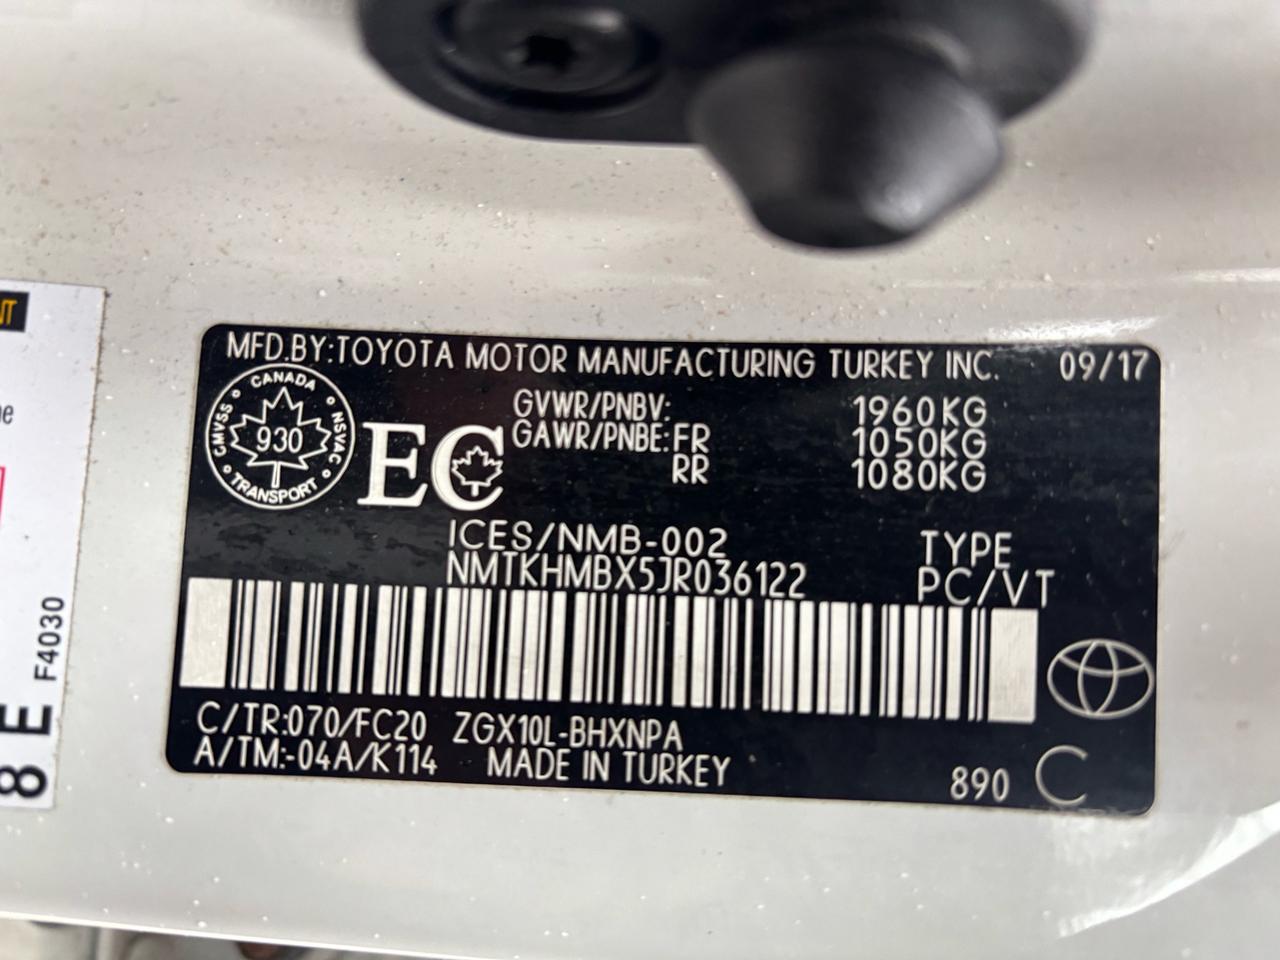 MFD.BY:TOYOTA MOTOR MANUFACTURING TURKEY INC. 09/17
CANADA
CMVSS 930 NSVAC
TRANSPORT
EC
GVWR/PNBV: 1960KG
GAWR/PNBE:FR 1050KG
RR 1080KG
ICES/NMB-002 TYPE
NMTKHMBX5JR036122 PC/VT
C/TR:070/FC20 ZGX10L-BHXNPA
A/TM:-04A/K114 MADE IN TURKEY
890 C
F4030
8 E